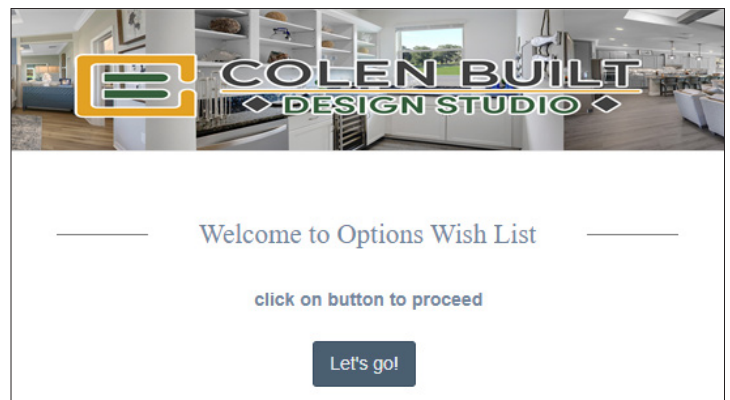 COLEN BUILT
DESIGN STUDIO
Welcome to Options Wish List
click on button to proceed
Let's go!